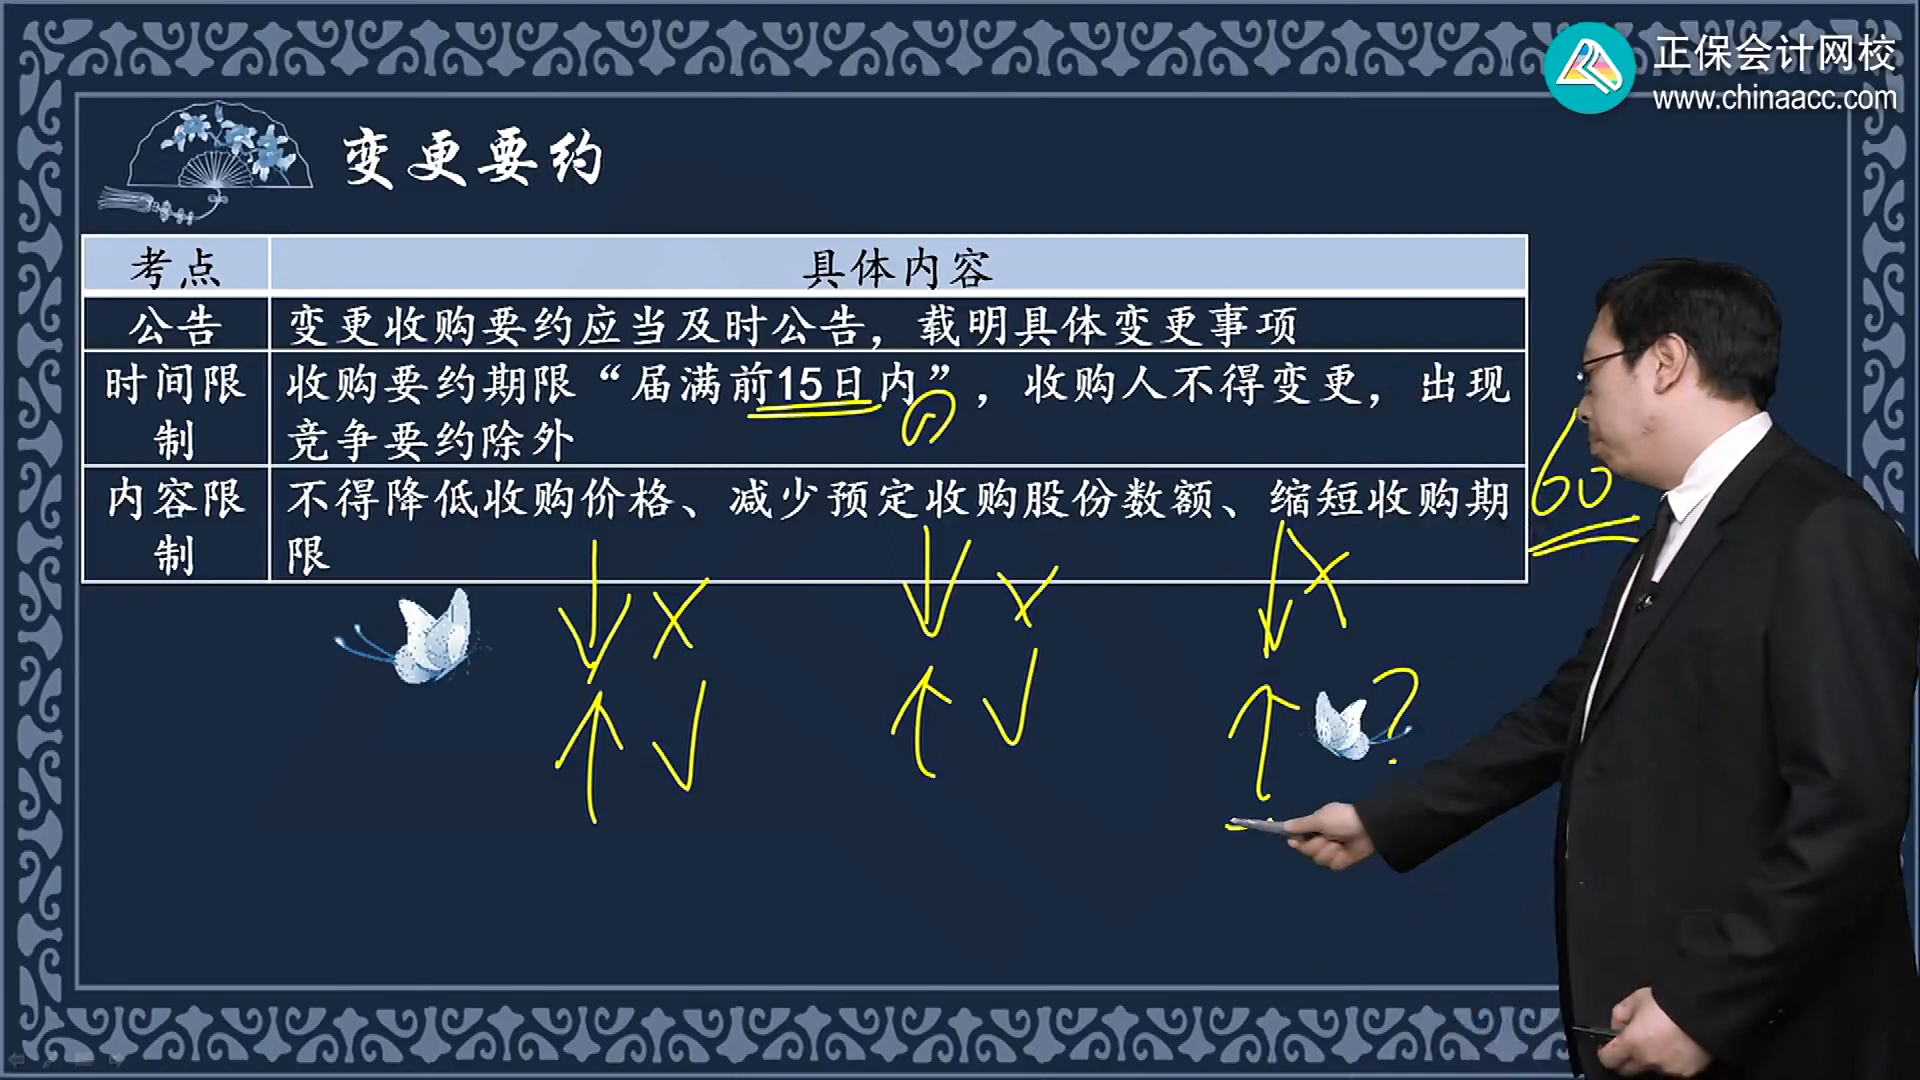 正保会计网校
www.chinaacc.com
变更要约
考点 具体内容
公告 变更收购要约应当及时公告，载明具体变更事项
时间限制 收购要约期限“届满前15日内”，收购人不得变更，出现
竞争要约除外
内容限制 不得降低收购价格、减少预定收购股份数额、缩短收购期
限
60
?